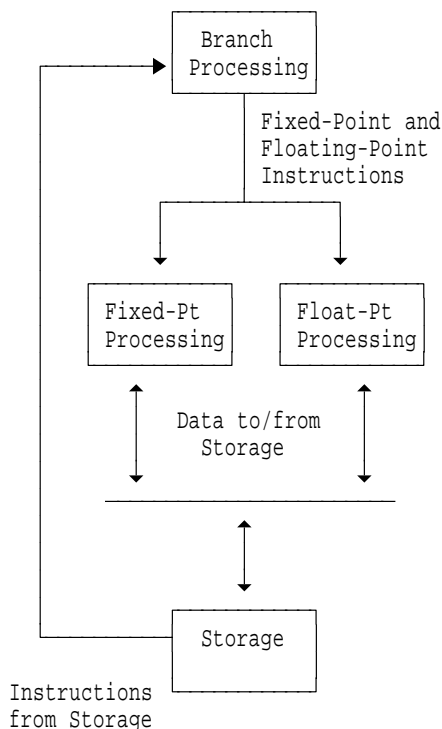 Branch
Processing
Fixed-Point and
Floating-Point
Instructions
Fixed-Pt
Processing
Float-Pt
Processing
Data to/from
Storage
Storage
Instructions
from Storage